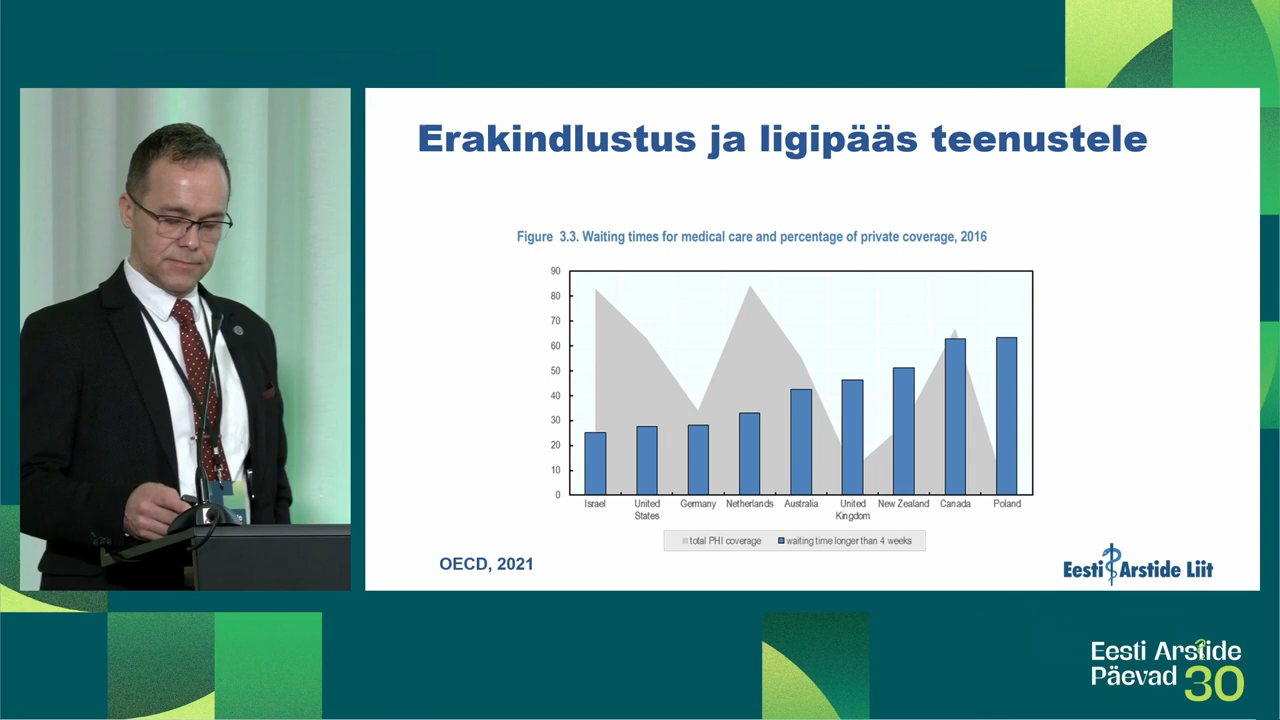 Erakindlustus ja ligipääs teenustele
Figure 3.3. Waiting times for medical care and percentage of private coverage, 2016
90
80
70
60
50
40
30
20
10
0
Israel
United States
Germany
Netherlands
Australia
United Kingdom
New Zealand
Canada
Poland
total PHI coverage
waiting time longer than 4 weeks
OECD, 2021
Eesti Arstide Liit
Eesti Arstide
Päevad 30